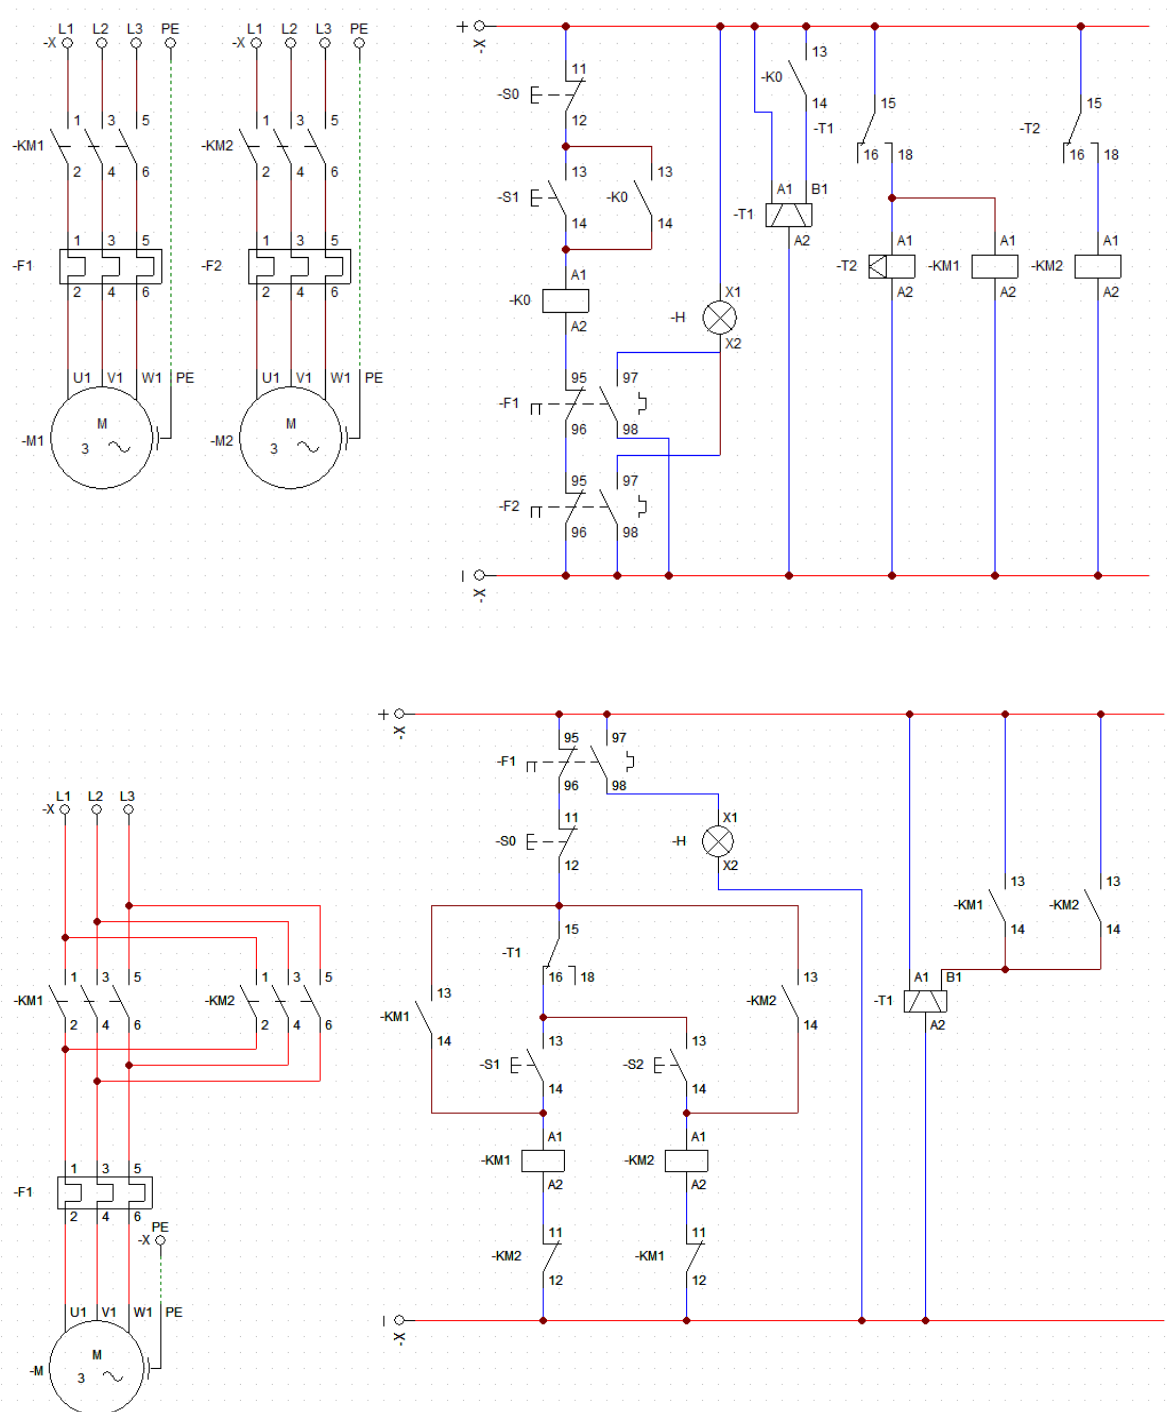 L1 L2 L3 PE
-X
1 3 5
-KM1
2 4 6
1 3 5
-F1
2 4 6
U1 V1 W1 PE
M
3
-M1
L1 L2 L3 PE
-X
1 3 5
-KM2
2 4 6
1 3 5
-F2
2 4 6
U1 V1 W1 PE
M
3
-M2
+
-X
11
-S0
12
13
-S1
14
13
-K0
14
A1
-K0
A2
95 97
-F1
96 98
95 97
-F2
96 98
X1
-H
X2
13
-K0
14
A1 B1
-T1
A2
15
-T1
16 18
A1
-T2
A2
A1
-KM1
A2
15
-T2
16 18
A1
-KM2
A2
-X
L1 L2 L3
-X
1 3 5
-KM1
2 4 6
1 3 5
-KM2
2 4 6
1 3 5
-F1
2 4 6
PE
-X
U1 V1 W1 PE
M
3
-M
+
-X
95 97
-F1
96 98
11
-S0
12
X1
-H
X2
15
-T1
16 18
13
-KM1
14
13
-S1
14
13
-S2
14
13
-KM2
14
A1
-KM1
A2
A1
-KM2
A2
11
-KM2
12
11
-KM1
12
13
-KM1
14
13
-KM2
14
A1 B1
-T1
A2
-X